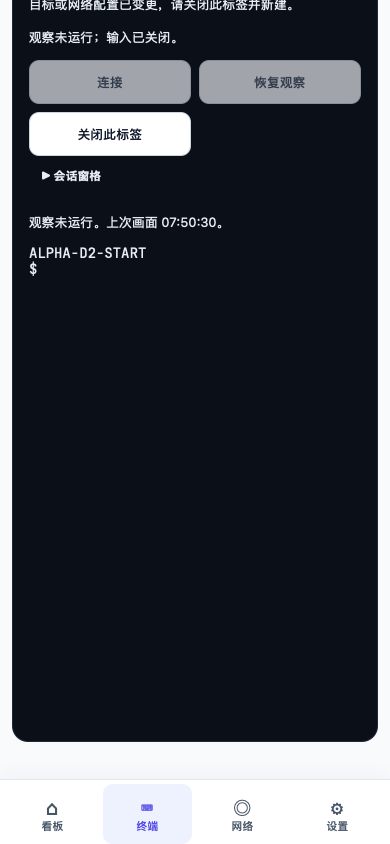 目标或网络配置已变更，请关闭此标签并新建。
观察未运行；输入已关闭。
连接 恢复观察
关闭此标签
▶ 会话窗格
观察未运行。上次画面 07:50:30。
ALPHA-D2-START
$
看板 终端 网络 设置